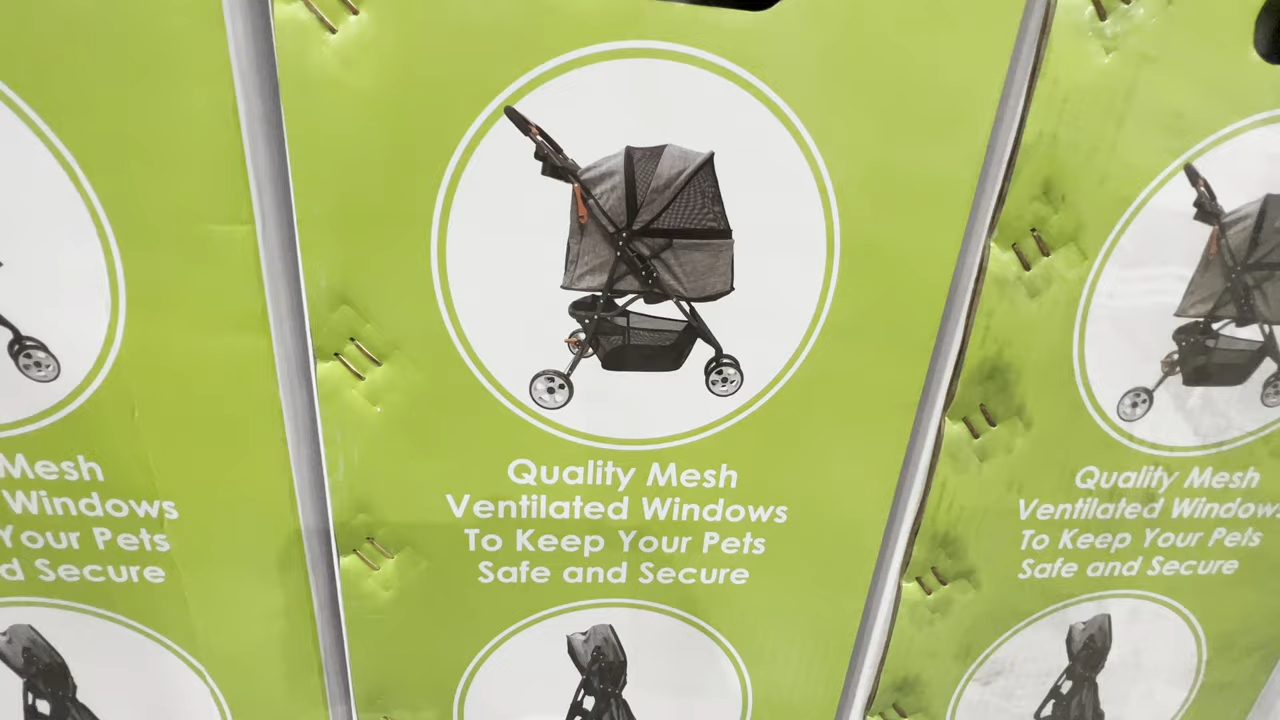 Mesh
Windows
Your Pets
d Secure
Quality Mesh
Ventilated Windows
To Keep Your Pets
Safe and Secure
Quality Mesh
Ventilated Windows
To Keep Your Pets
Safe and Secure